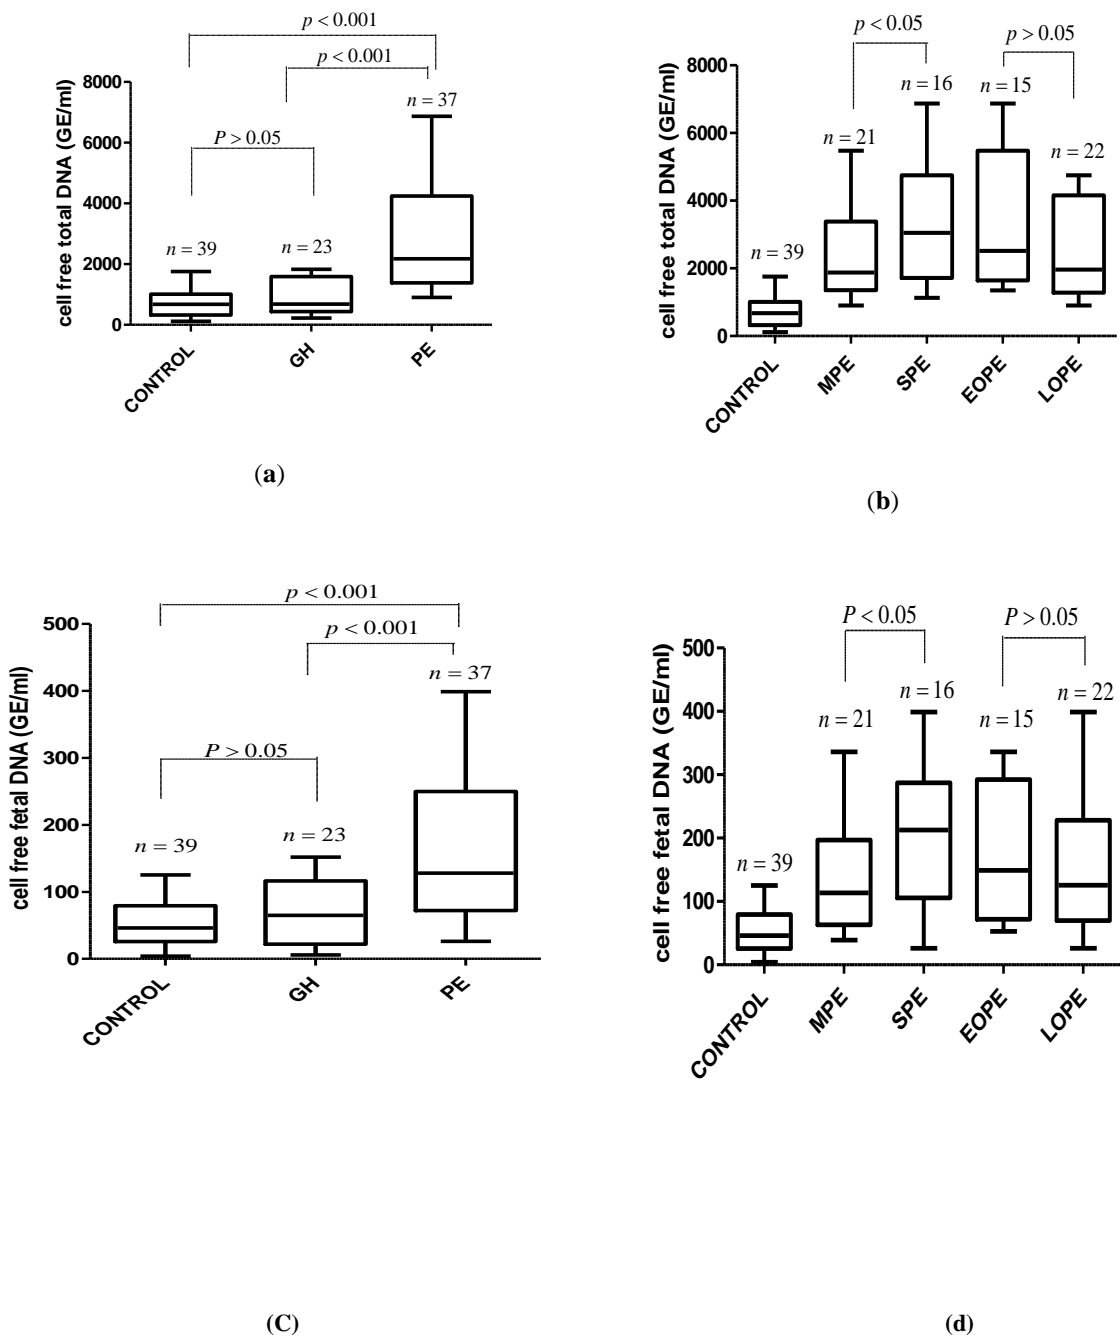 p < 0.001
p < 0.001
n = 37
P > 0.05
n = 39
n = 23
cell free total DNA (GE/ml)
8000
6000
4000
2000
0
CONTROL
GH
PE
(a)
p < 0.05
p > 0.05
n = 16
n = 15
n = 21
n = 22
n = 39
cell free total DNA (GE/ml)
8000
6000
4000
2000
0
CONTROL
MPE
SPE
EOPE
LOPE
(b)
p < 0.001
p < 0.001
n = 37
P > 0.05
n = 39
n = 23
cell free fetal DNA (GE/ml)
500
400
300
200
100
0
CONTROL
GH
PE
(C)
P < 0.05
P > 0.05
n = 16
n = 22
n = 21
n = 15
n = 39
cell free fetal DNA (GE/ml)
500
400
300
200
100
0
CONTROL
MPE
SPE
EOPE
LOPE
(d)